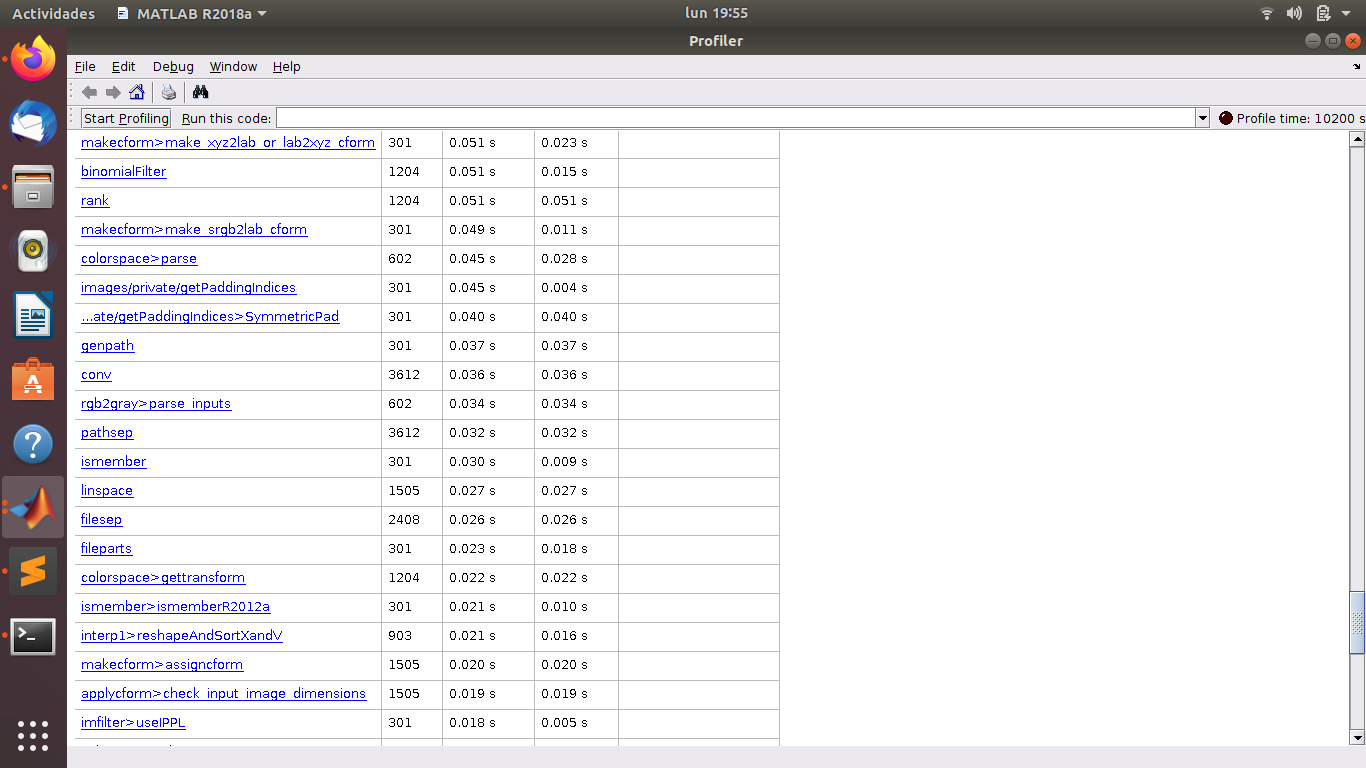 Actividades MATLAB R2018a lun 19:55
Profiler
File Edit Debug Window Help
Start Profiling Run this code: Profile time: 10200 s
makecform>make_xyz2lab_or_lab2xyz_cform 301 0.051 s 0.023 s
binomialFilter 1204 0.051 s 0.015 s
rank 1204 0.051 s 0.051 s
makecform>make_srgb2lab_cform 301 0.049 s 0.011 s
colorspace>parse 602 0.045 s 0.028 s
images/private/getPaddingIndices 301 0.045 s 0.004 s
...ate/getPaddingIndices>SymmetricPad 301 0.040 s 0.040 s
genpath 301 0.037 s 0.037 s
conv 3612 0.036 s 0.036 s
rgb2gray>parse_inputs 602 0.034 s 0.034 s
pathsep 3612 0.032 s 0.032 s
ismember 301 0.030 s 0.009 s
linspace 1505 0.027 s 0.027 s
filesep 2408 0.026 s 0.026 s
fileparts 301 0.023 s 0.018 s
colorspace>gettransform 1204 0.022 s 0.022 s
ismember>ismemberR2012a 301 0.021 s 0.010 s
interp1>reshapeAndSortXandV 903 0.021 s 0.016 s
makecform>assigncform 1505 0.020 s 0.020 s
applycform>check_input_image_dimensions 1505 0.019 s 0.019 s
imfilter>useIPPL 301 0.018 s 0.005 s